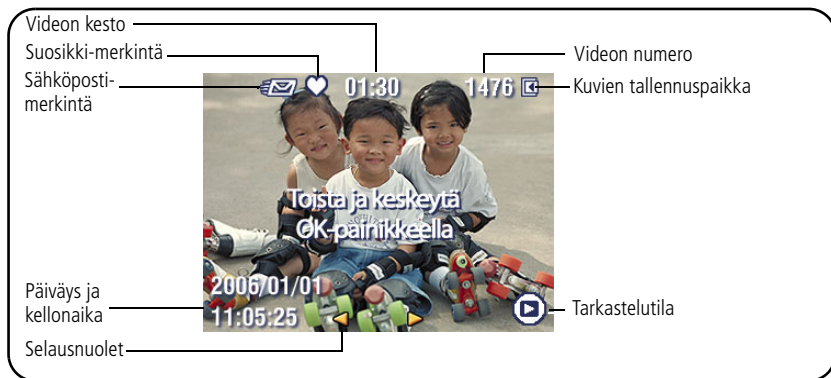 Videon kesto
Suosikki-merkintä
Sähköposti-
merkintä
Videon numero
Kuvien tallennuspaikka
01:30
1476
Toista ja keskeytä
OK-painikkeella
2006/01/01
11:05:25
Päiväys ja
kellonaika
Selausnuolet
Tarkastelutila